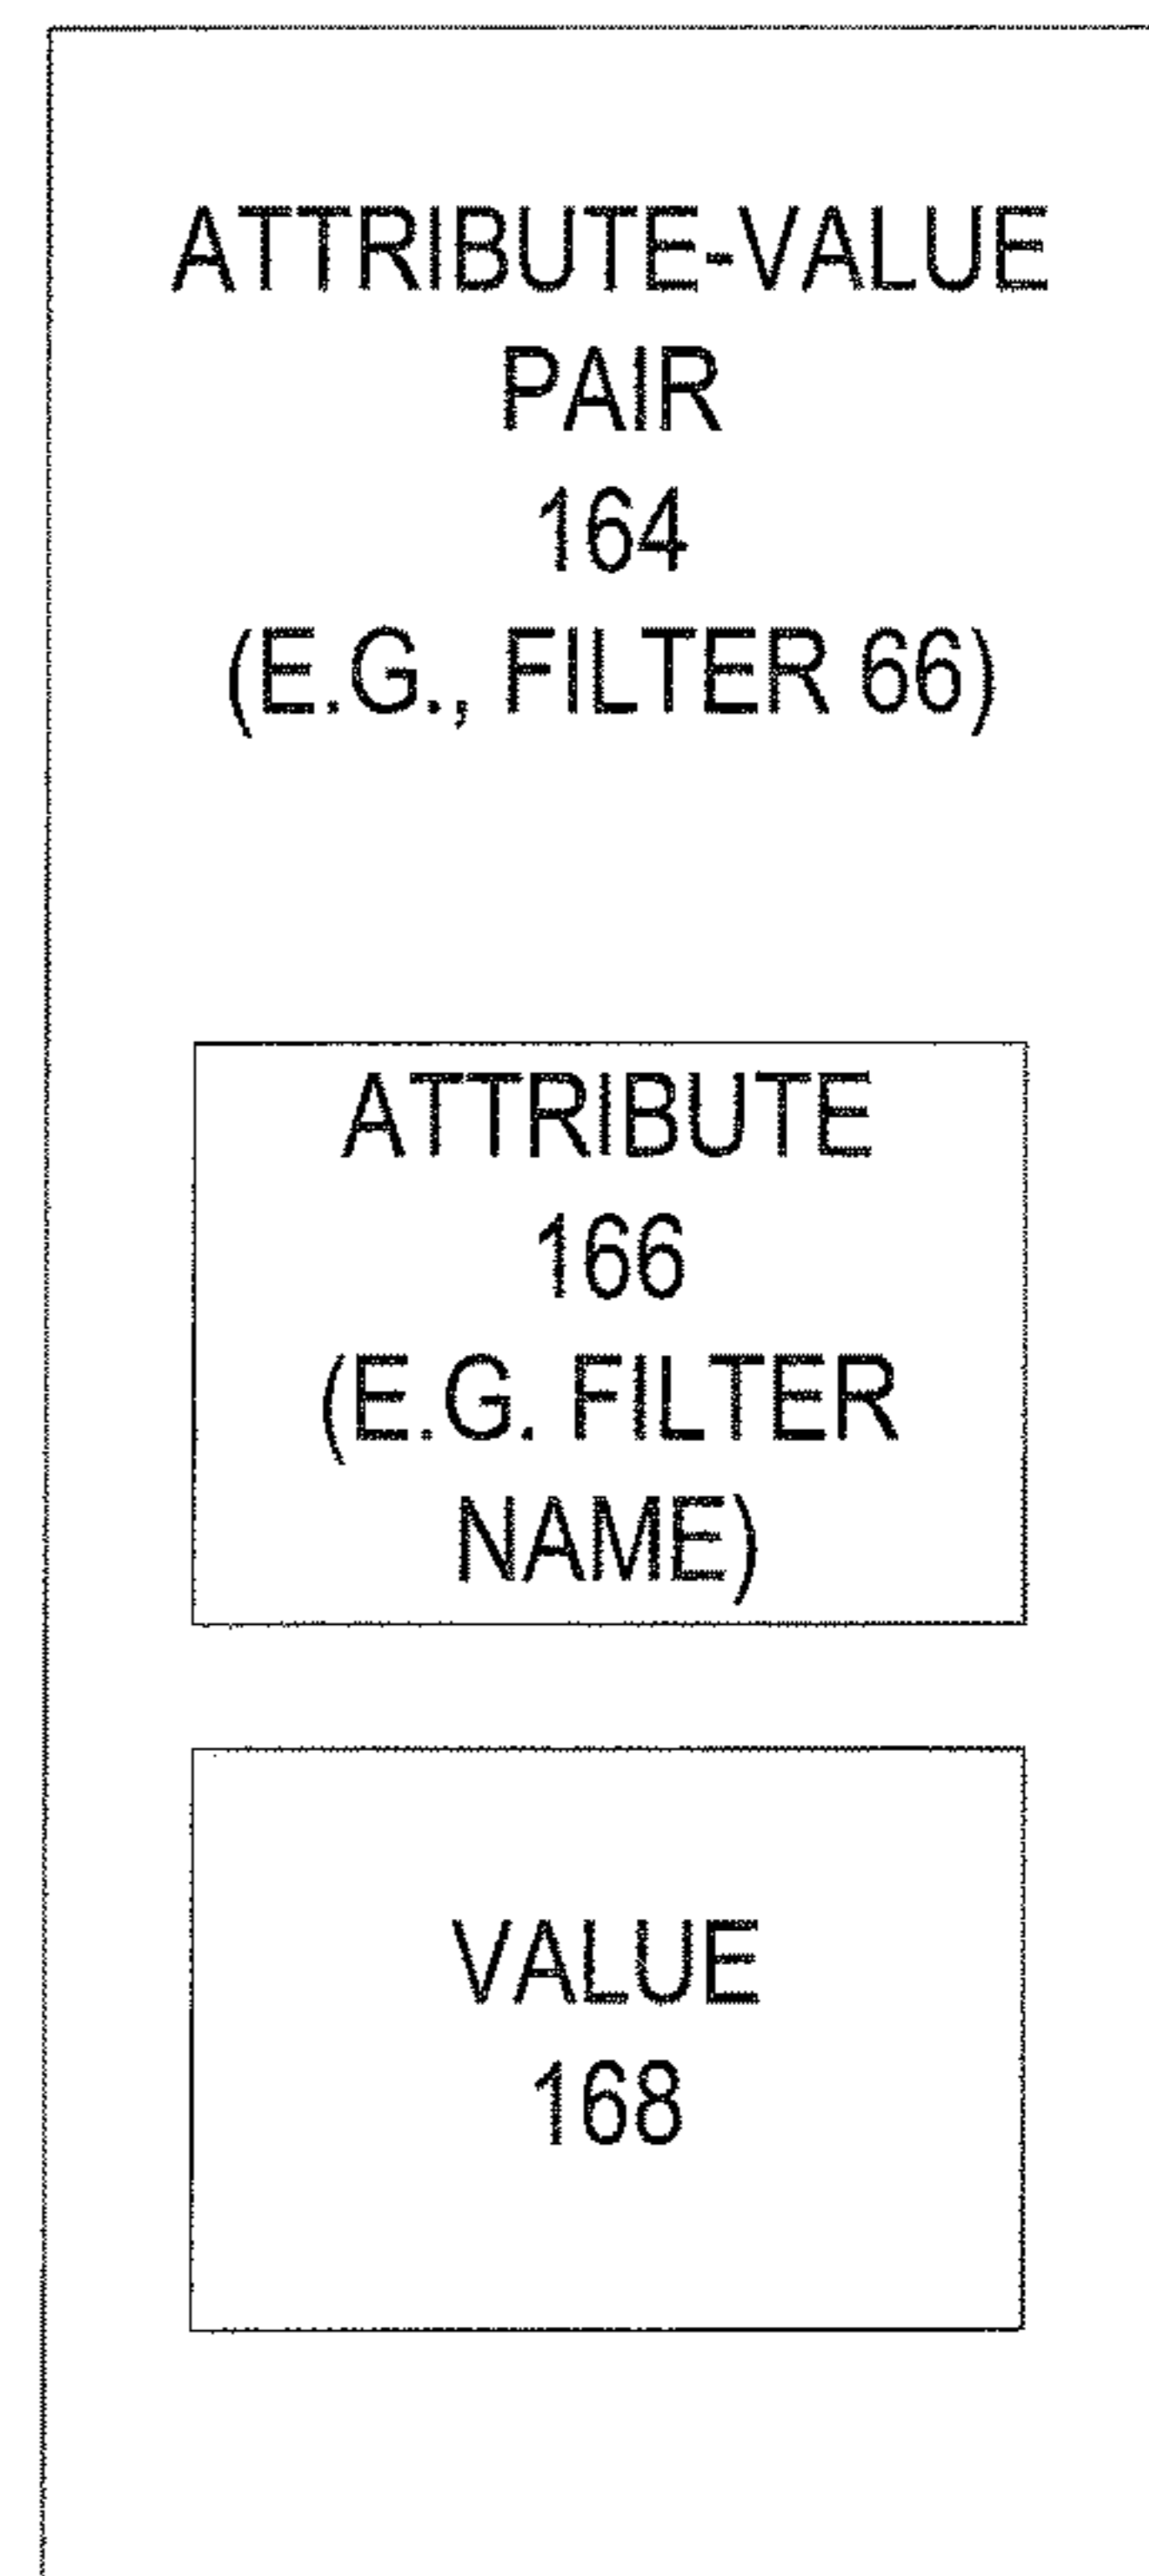 ATTRIBUTE-VALUE
PAIR
164
(E.G., FILTER 66)
ATTRIBUTE
166
(E.G. FILTER
NAME)
VALUE
168